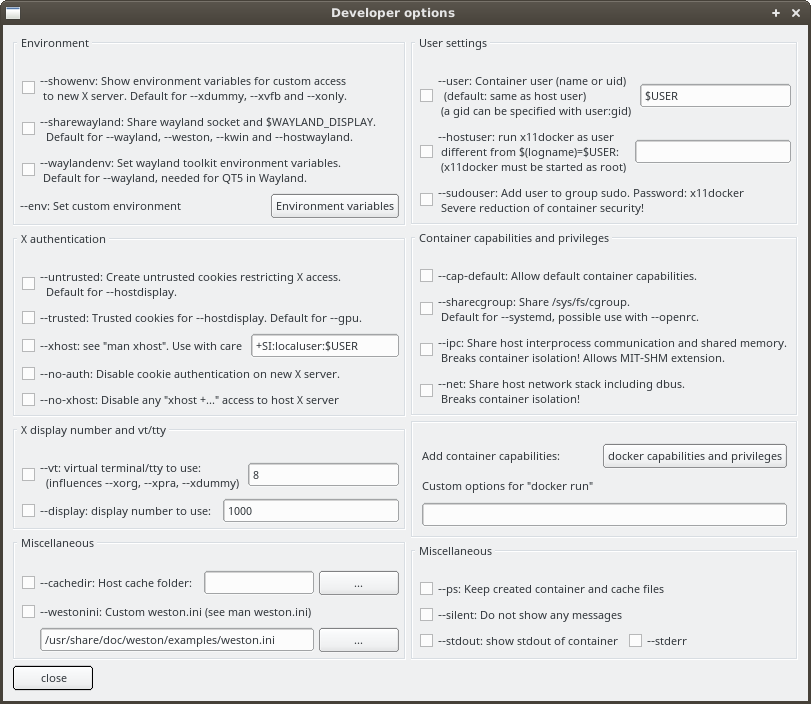 Developer options
Environment
--showenv: Show environment variables for custom access
to new X server. Default for --xdummy, --xvfb and --xonly.
--sharewayland: Share wayland socket and $WAYLAND_DISPLAY.
Default for --wayland, --weston, --kwin and --hostwayland.
--waylandenv: Set wayland toolkit environment variables.
Default for --wayland, needed for QT5 in Wayland.
--env: Set custom environment
Environment variables
X authentication
--untrusted: Create untrusted cookies restricting X access.
Default for --hostdisplay.
--trusted: Trusted cookies for --hostdisplay. Default for --gpu.
--xhost: see "man xhost". Use with care
+SI:localuser:$USER
--no-auth: Disable cookie authentication on new X server.
--no-xhost: Disable any "xhost +..." access to host X server
X display number and vt/tty
--vt: virtual terminal/tty to use:
(influences --xorg, --xpra, --xdummy)
8
--display: display number to use:
1000
Miscellaneous
--cachedir: Host cache folder:
...
--westonini: Custom weston.ini (see man weston.ini)
/usr/share/doc/weston/examples/weston.ini
...
close
User settings
--user: Container user (name or uid)
(default: same as host user)
(a gid can be specified with user:gid)
$USER
--hostuser: run x11docker as user
different from $(logname)=$USER:
(x11docker must be started as root)
--sudouser: Add user to group sudo. Password: x11docker
Severe reduction of container security!
Container capabilities and privileges
--cap-default: Allow default container capabilities.
--sharecgroup: Share /sys/fs/cgroup.
Default for --systemd, possible use with --openrc.
--ipc: Share host interprocess communication and shared memory.
Breaks container isolation! Allows MIT-SHM extension.
--net: Share host network stack including dbus.
Breaks container isolation!
Add container capabilities:
docker capabilities and privileges
Custom options for "docker run"
Miscellaneous
--ps: Keep created container and cache files
--silent: Do not show any messages
--stdout: show stdout of container
--stderr